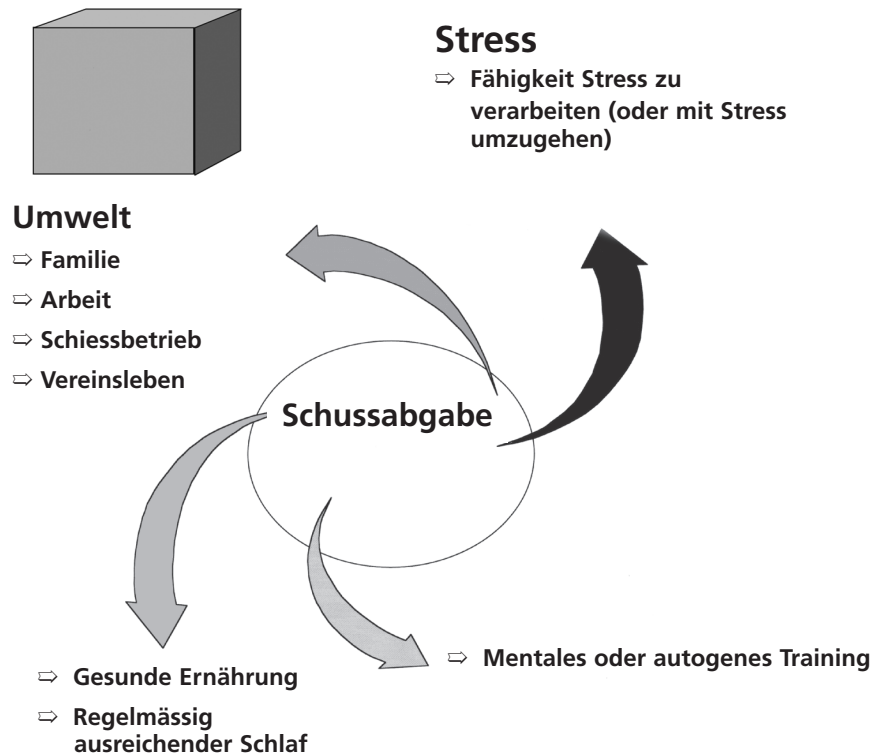 Stress
⇨ Fähigkeit Stress zu
verarbeiten (oder mit Stress
umzugehen)
Umwelt
⇨ Familie
⇨ Arbeit
⇨ Schiessbetrieb
⇨ Vereinsleben
Schussabgabe
⇨ Gesunde Ernährung
⇨ Regelmässig
ausreichender Schlaf
⇨ Mentales oder autogenes Training